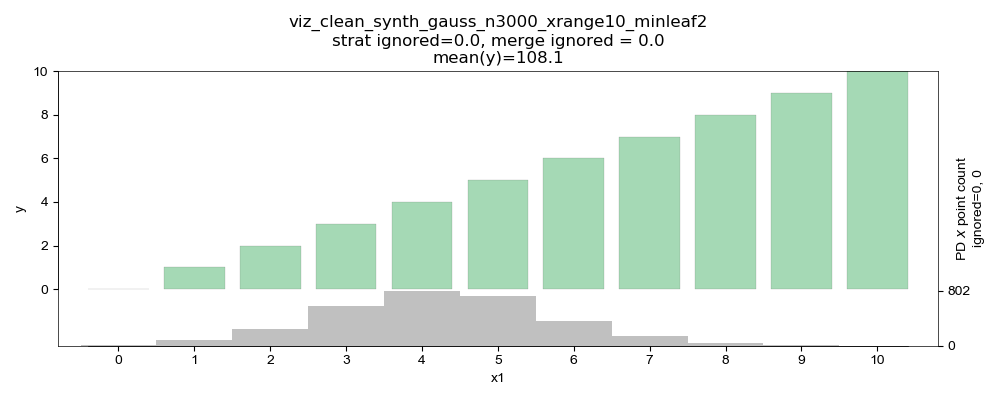 viz_clean_synth_gauss_n3000_xrange10_minleaf2
strat ignored=0.0, merge ignored = 0.0
mean(y)=108.1
10
8
6
4
2
0
y
802
0
PD x point count
ignored=0, 0
0 1 2 3 4 5 6 7 8 9 10
x1